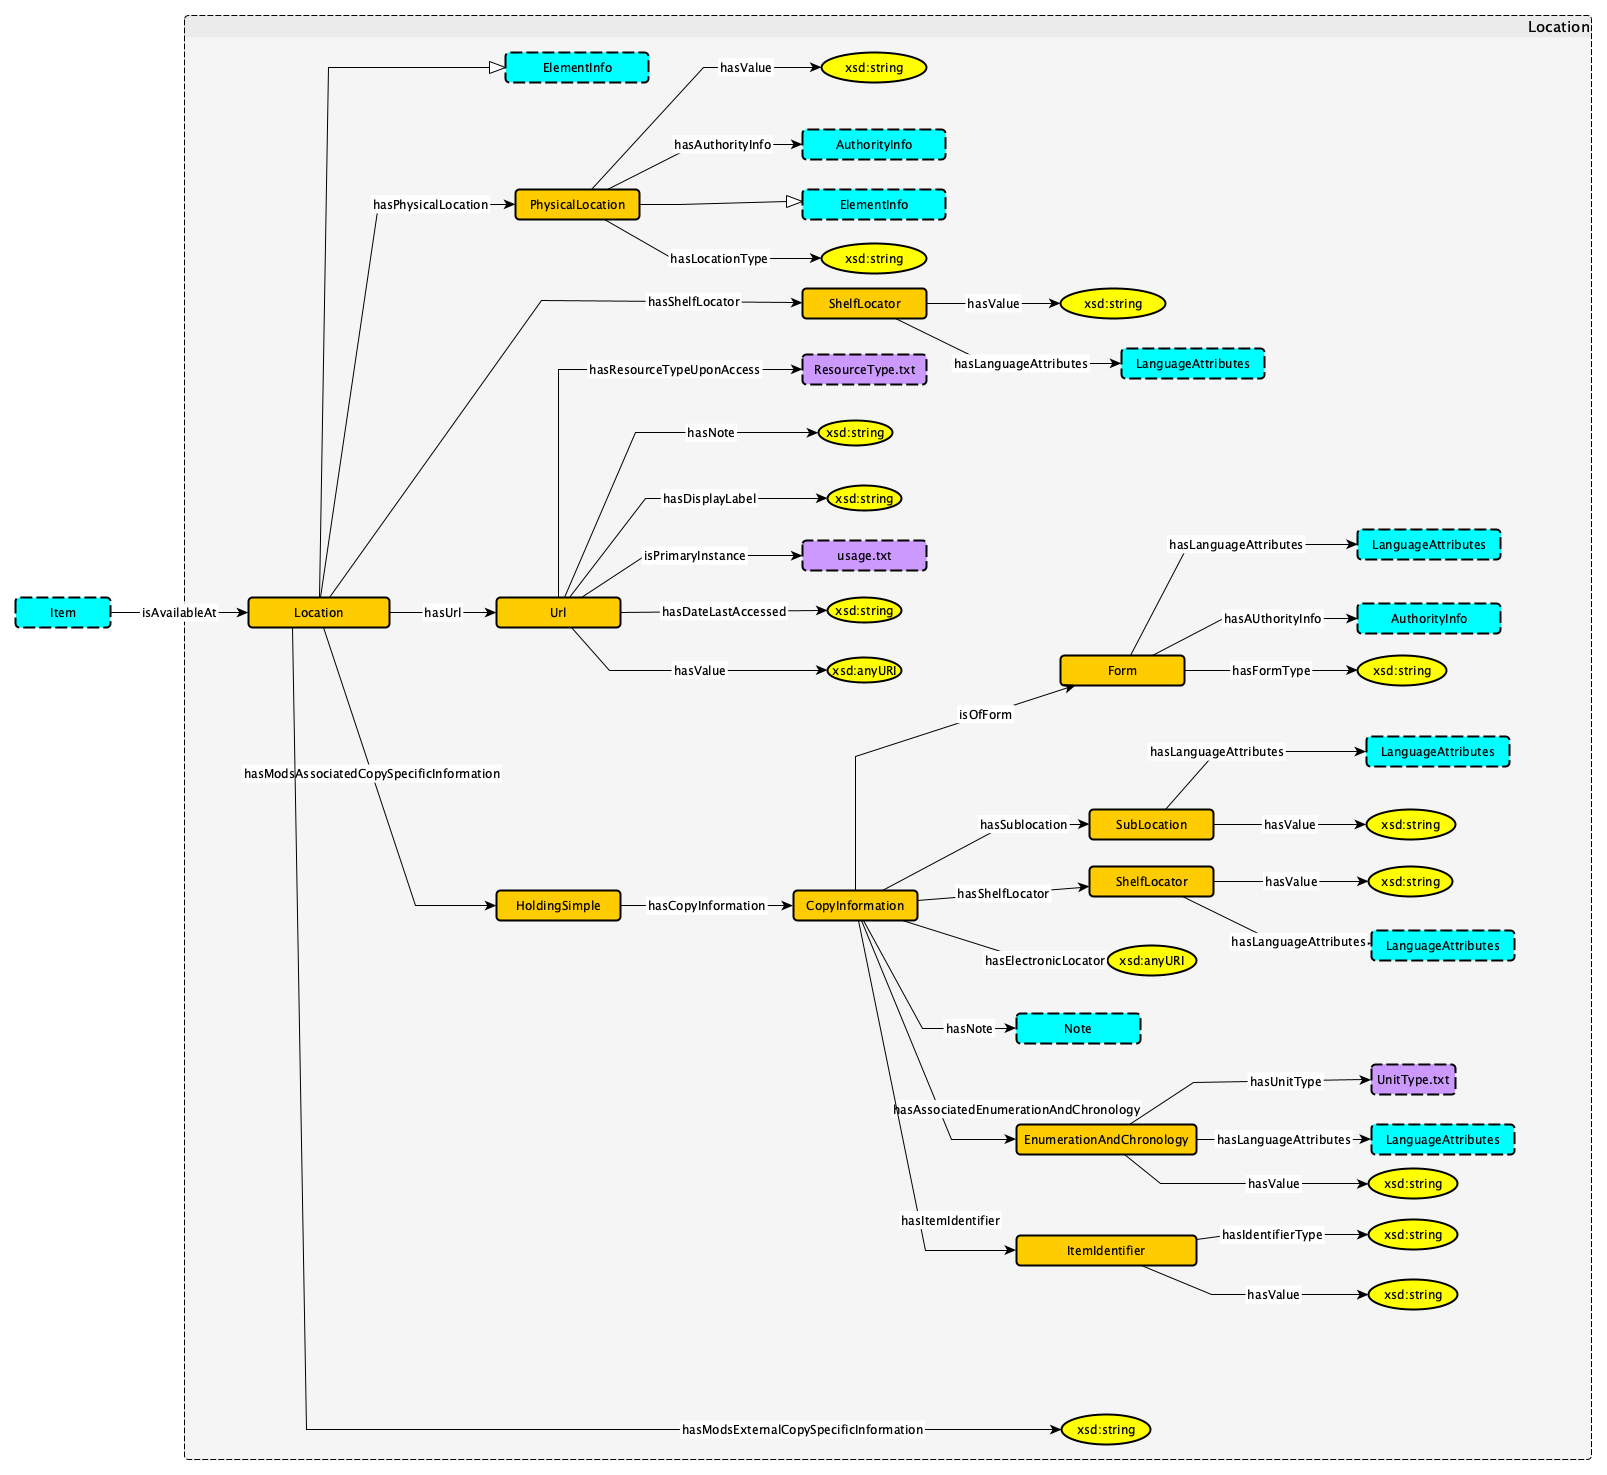 Location
ElementInfo
hasValue
xsd:string
hasAuthorityInfo
AuthorityInfo
hasPhysicalLocation
PhysicalLocation
ElementInfo
hasLocationType
xsd:string
hasShelfLocator
ShelfLocator
hasValue
xsd:string
hasLanguageAttributes
LanguageAttributes
hasResourceTypeUponAccess
ResourceType.txt
hasNote
xsd:string
hasDisplayLabel
xsd:string
isPrimaryInstance
usage.txt
Item
isAvailableAt
Location
hasUrl
Url
hasDateLastAccessed
xsd:string
hasValue
xsd:anyURI
hasLanguageAttributes
LanguageAttributes
hasAUthorityInfo
AuthorityInfo
Form
hasFormType
xsd:string
isOfForm
hasModsAssociatedCopySpecificInformation
hasLanguageAttributes
LanguageAttributes
hasSublocation
SubLocation
hasValue
xsd:string
HoldingSimple
hasCopyInformation
CopyInformation
hasShelfLocator
ShelfLocator
hasValue
xsd:string
hasLanguageAttributes
LanguageAttributes
hasElectronicLocator
xsd:anyURI
hasNote
Note
hasUnitType
UnitType.txt
hasAssociatedEnumerationAndChronology
EnumerationAndChronology
hasLanguageAttributes
LanguageAttributes
hasValue
xsd:string
hasItemIdentifier
ItemIdentifier
hasIdentifierType
xsd:string
hasValue
xsd:string
hasModsExternalCopySpecificInformation
xsd:string